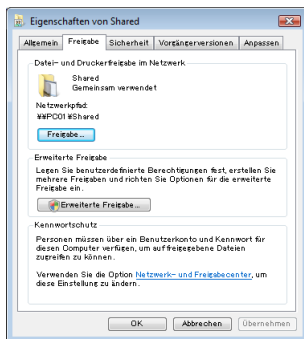 Eigenschaften von Shared
Allgemein Freigabe Sicherheit Vorgängerversionen Anpassen
Datei- und Druckerfreigabe im Netzwerk
Shared
Gemeinsam verwendet
Netzwerkpfad:
¥¥PC01¥Shared
Freigabe...
Erweiterte Freigabe
Legen Sie benutzerdefinierte Berechtigungen fest, erstellen Sie
mehrere Freigaben und richten Sie Optionen für die erweiterte
Freigabe ein.
Erweiterte Freigabe...
Kennwortschutz
Personen müssen über ein Benutzerkonto und Kennwort für
diesen Computer verfügen, um auf freigegebene Dateien
zugreifen zu können.
Verwenden Sie die Option Netzwerk- und Freigabecenter, um
diese Einstellung zu ändern.
OK Abbrechen Übernehmen